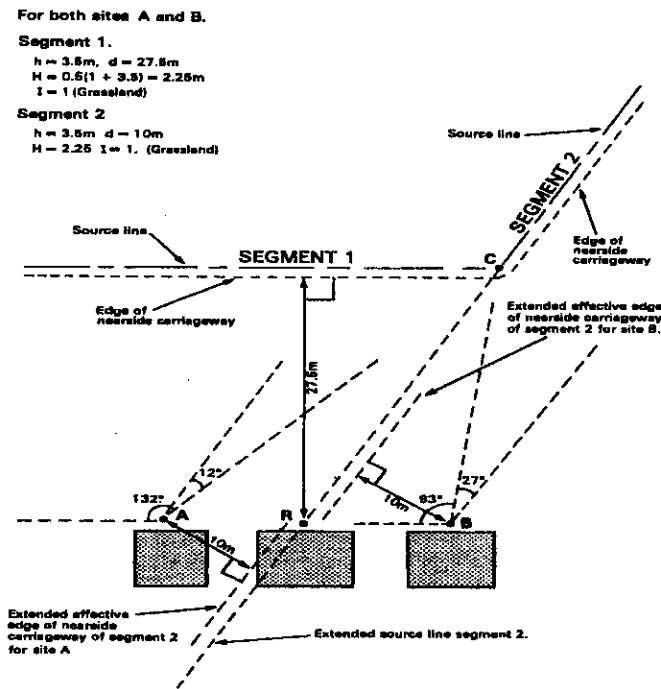 For both sites A and B.
Segment 1.
h = 3.5m, d = 27.5m
H = 0.5(1 + 3.5) = 2.25m
I = 1 (Grassland)
Segment 2
h = 3.5m d = 10m
H = 2.25 I = 1. (Grassland)
Source line
SEGMENT 2
Edge of
nearside
carriageway
Source line
SEGMENT 1
C
Edge of
nearside carriageway
Extended effective edge
of nearside carriageway
of segment 2 for site B.
27.5m
12°
132°
A
R
10m
93°
27°
B
10m
Extended effective
edge of nearside
carriageway of segment 2
for site A
Extended source line segment 2.